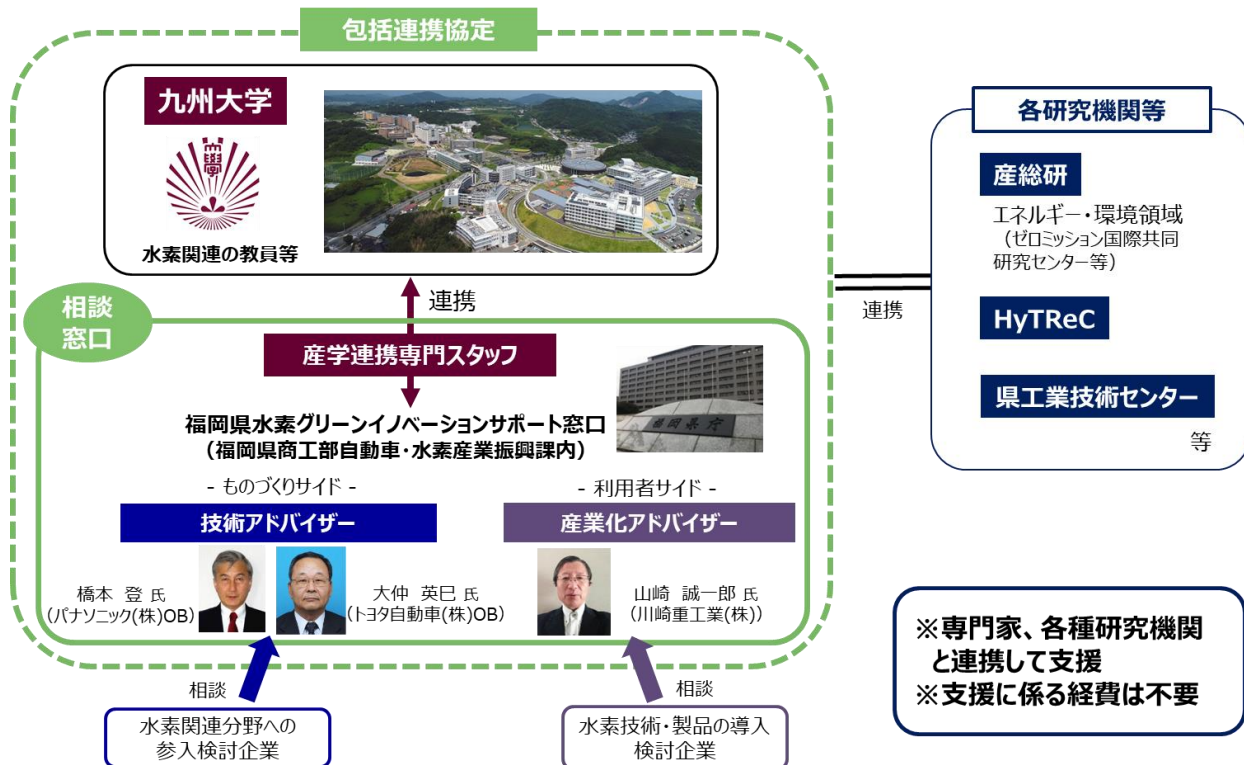 包括連携協定
九州大学
大學
水素関連の教員等
連携
相談
窓口
産学連携専門スタッフ
福岡県庁
福岡県水素グリーンイノベーションサポート窓口
(福岡県商工部自動車・水素産業振興課内)
- ものづくりサイド -
技術アドバイザー
橋本 登 氏
(パナソニック(株)OB)
大仲 英巳 氏
(トヨタ自動車(株)OB)
- 利用者サイド -
産業化アドバイザー
山崎 誠一郎 氏
(川崎重工業(株))
相談
水素関連分野への
参入検討企業
相談
水素技術・製品の導入
検討企業
連携
各研究機関等
産総研
エネルギー・環境領域
(ゼロミッション国際共同
研究センター等)
HyTReC
県工業技術センター
等
※専門家、各種研究機関
と連携して支援
※支援に係る経費は不要